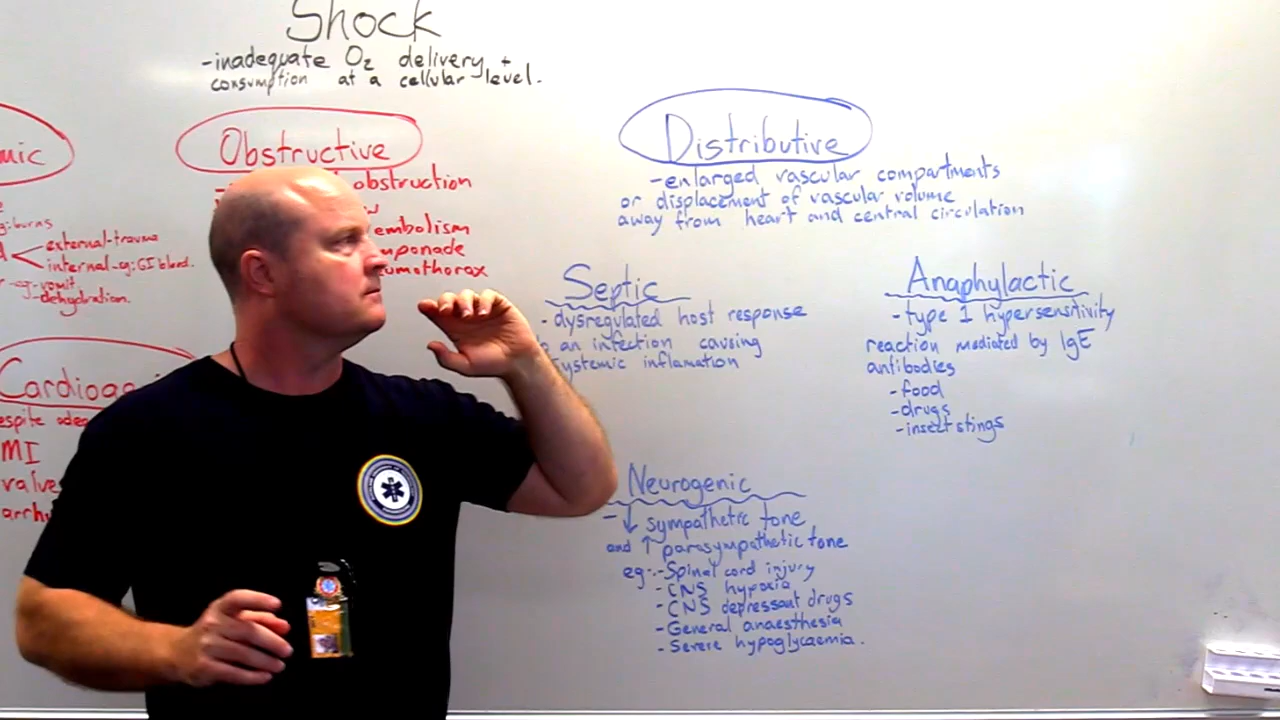 Shock
-inadequate O2 delivery +
consumption at a cellular level.
mic
g:burns
external-trauma
internal-eg:GI bleed.
-eg-vomit
-dehydration.
Obstructive
obstruction
embolism
mponade
umothorax
Cardiog
espite adeq
MI
valve
arrhy
Distributive
-enlarged vascular compartments
or displacement of vascular volume
away from heart and central circulation
Septic
-dysregulated host response
an infection causing
systemic inflamation
Anaphylactic
-type 1 hypersensitivity
reaction mediated by IgE
antibodies
-food
-drugs
-insect stings
Neurogenic
-↓ sympathetic tone
and ↑ parasympathetic tone
eg:-Spinal cord injury
-CNS hypoxia
-CNS depressant drugs
-General anaesthesia
-Severe hypoglycaemia.